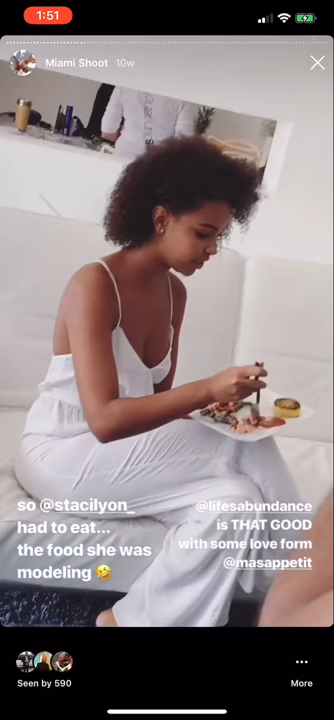 1:51
Miami Shoot 10w
so @stacilyon_
had to eat...
the food she was
modeling 🤣
@lifesabundance
is THAT GOOD
with some love form
@masappetit
Seen by 590
More